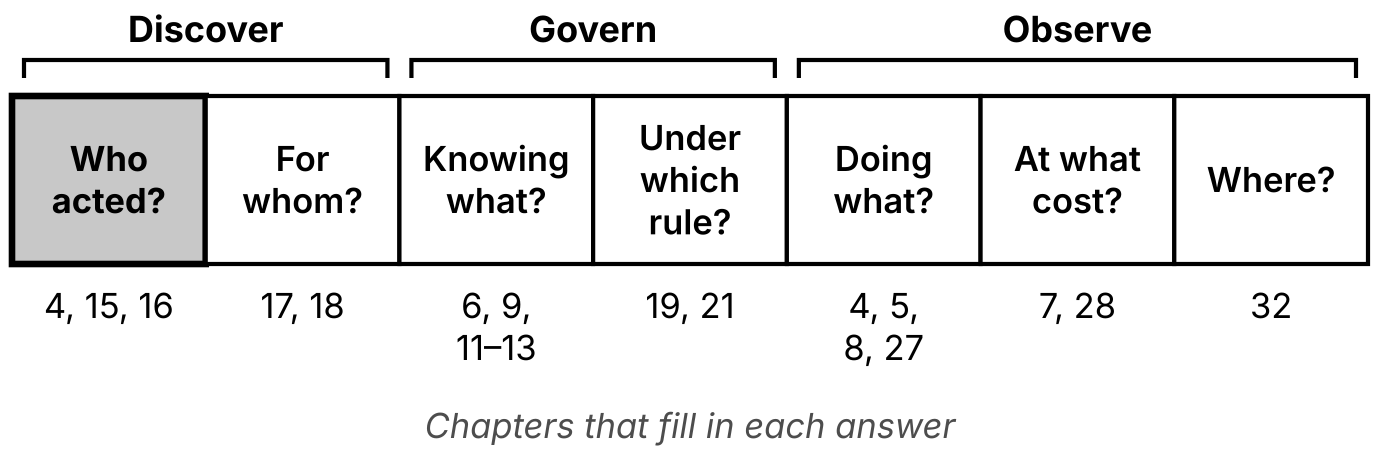 Discover
Govern
Observe
Who
acted?
For
whom?
Knowing
what?
Under
which
rule?
Doing
what?
At what
cost?
Where?
4, 15, 16
17, 18
6, 9,
11–13
19, 21
4, 5,
8, 27
7, 28
32
Chapters that fill in each answer